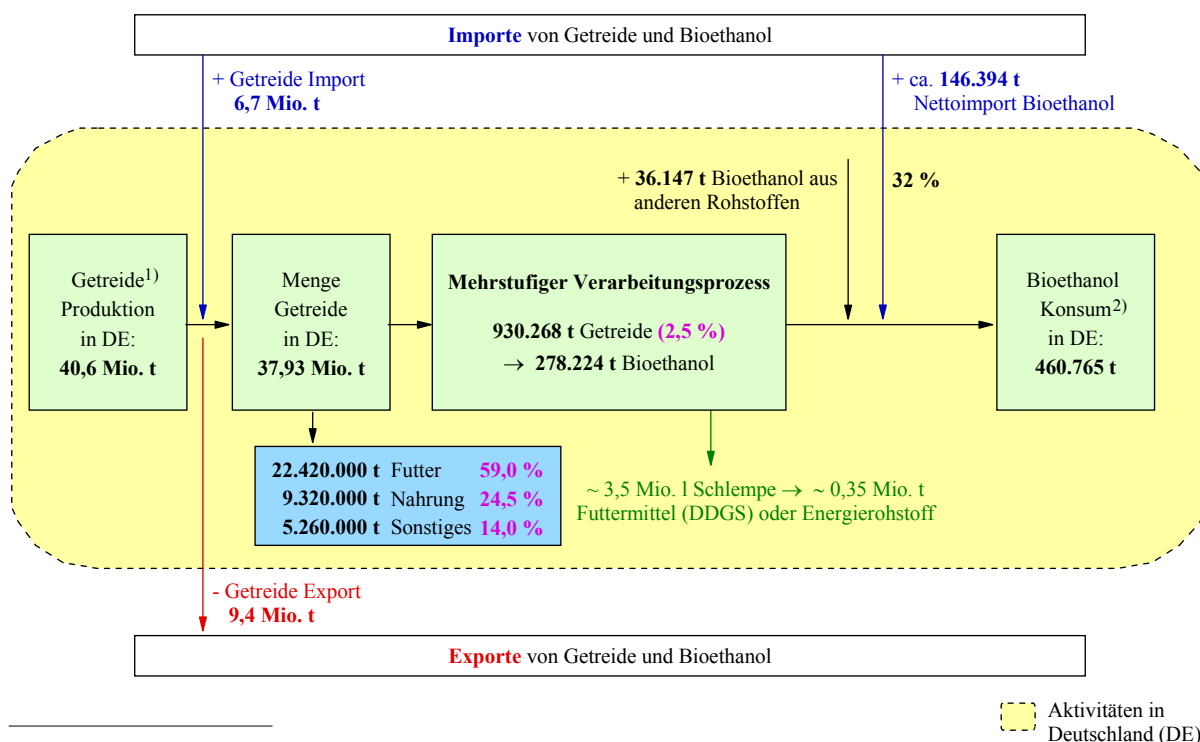 Importe von Getreide und Bioethanol
+ Getreide Import
6,7 Mio. t
+ ca. 146.394 t
Nettoimport Bioethanol
+ 36.147 t Bioethanol aus
anderen Rohstoffen
32 %
Getreide1)
Produktion
in DE:
40,6 Mio. t
Menge
Getreide
in DE:
37,93 Mio. t
Mehrstufiger Verarbeitungsprozess
930.268 t Getreide (2,5 %)
→ 278.224 t Bioethanol
Bioethanol
Konsum2)
in DE:
460.765 t
22.420.000 t Futter 59,0 %
9.320.000 t Nahrung 24,5 %
5.260.000 t Sonstiges 14,0 %
~ 3,5 Mio. l Schlempe → ~ 0,35 Mio. t
Futtermittel (DDGS) oder Energierohstoff
- Getreide Export
9,4 Mio. t
Exporte von Getreide und Bioethanol
Aktivitäten in
Deutschland (DE)